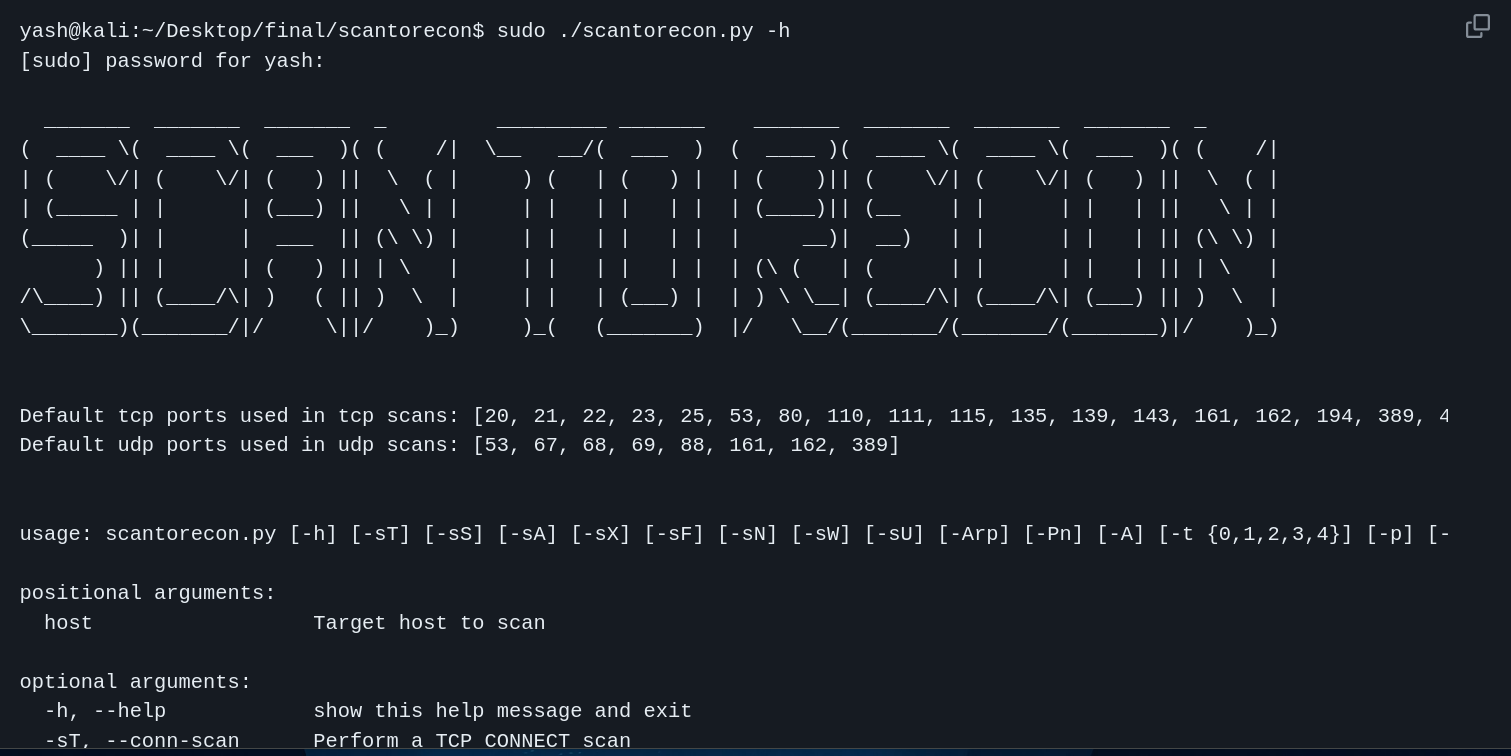 yash@kali:~/Desktop/final/scantorecon$ sudo ./scantorecon.py -h
[sudo] password for yash:
SCAN TO RECON
Default tcp ports used in tcp scans: [20, 21, 22, 23, 25, 53, 80, 110, 111, 115, 135, 139, 143, 161, 162, 194, 389, 4
Default udp ports used in udp scans: [53, 67, 68, 69, 88, 161, 162, 389]
usage: scantorecon.py [-h] [-sT] [-sS] [-sA] [-sX] [-sF] [-sN] [-sW] [-sU] [-Arp] [-Pn] [-A] [-t {0,1,2,3,4}] [-p] [-
positional arguments:
  host                  Target host to scan
optional arguments:
  -h, --help            show this help message and exit
  -sT, --conn-scan      Perform a TCP CONNECT scan